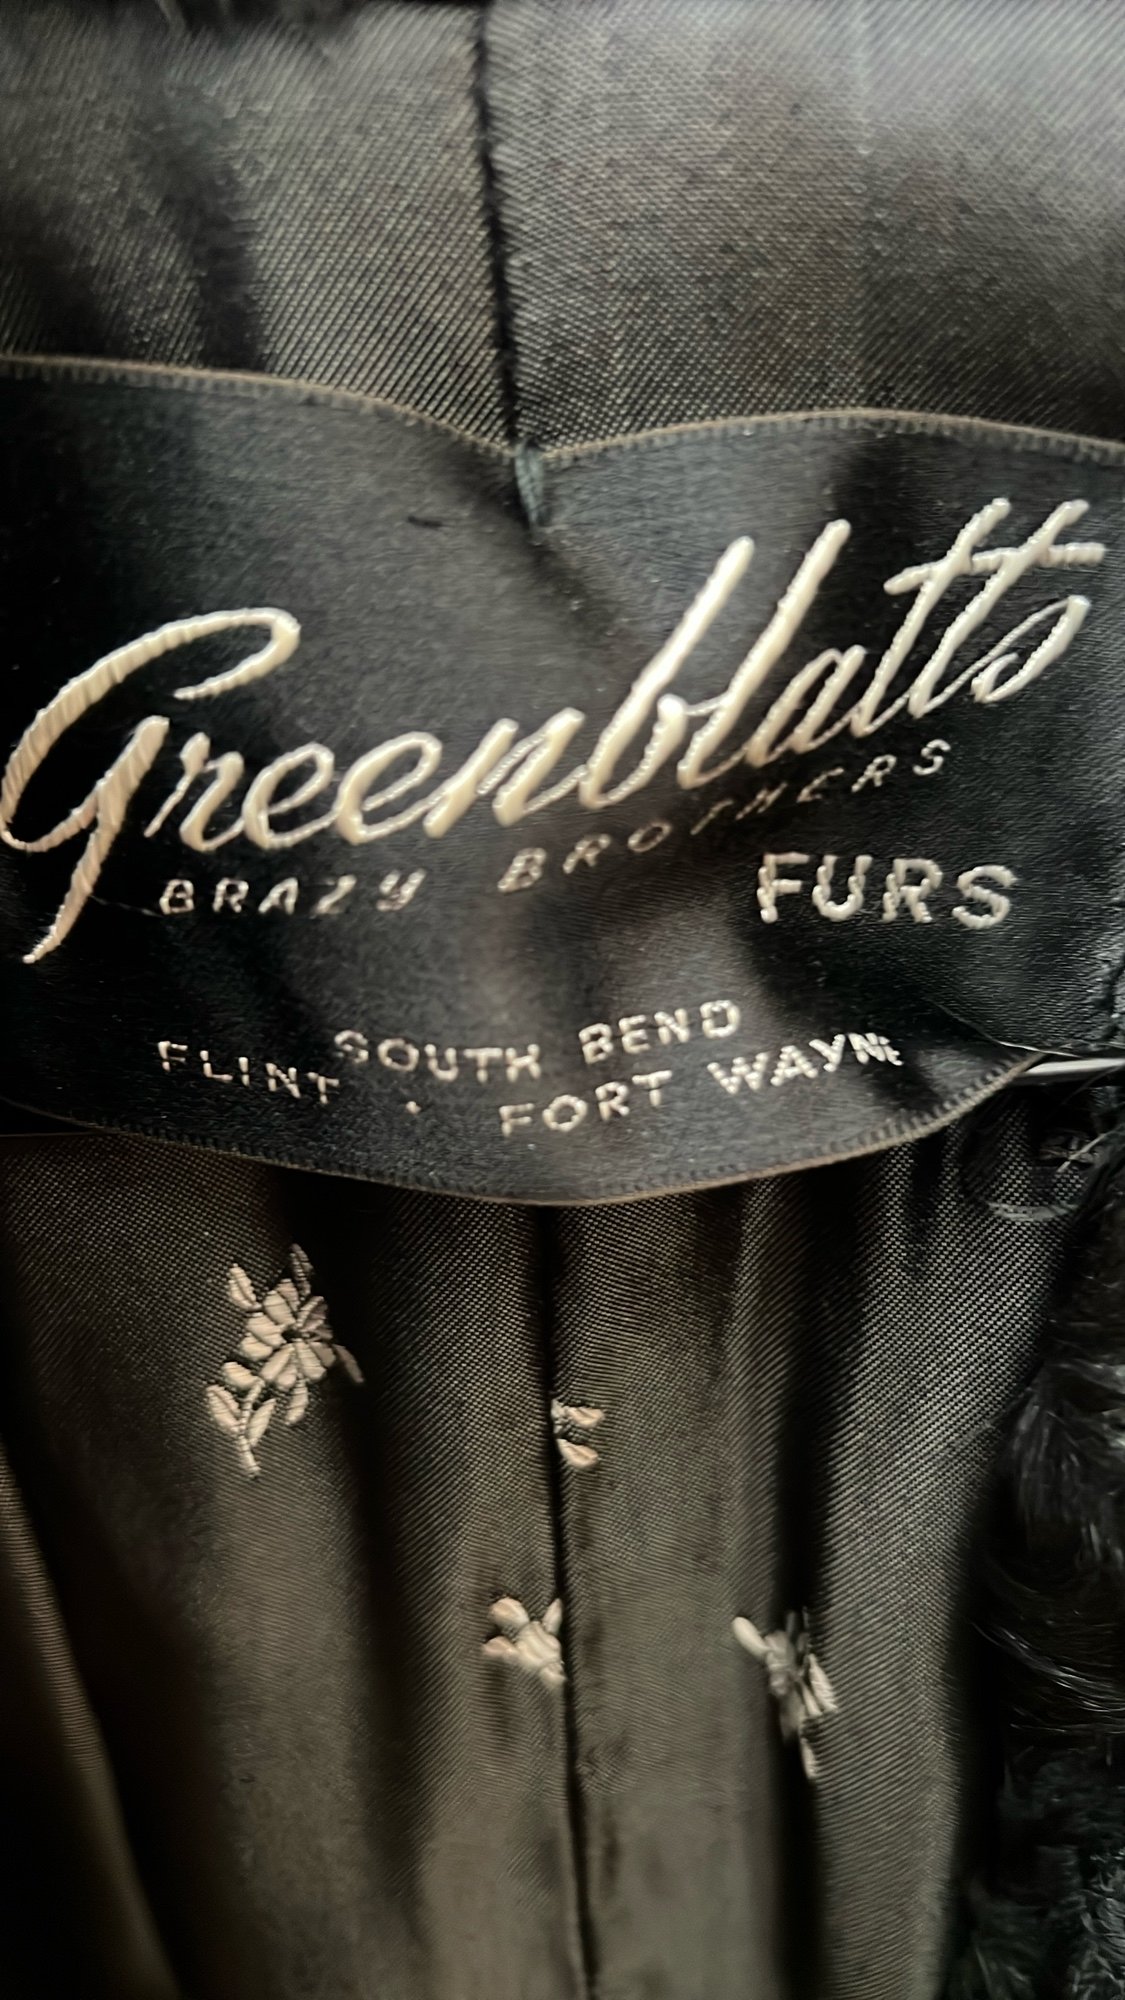 Greenblatts
BRAZY BROTHERS
FURS
SOUTH BEND
FLINT · FORT WAYNE